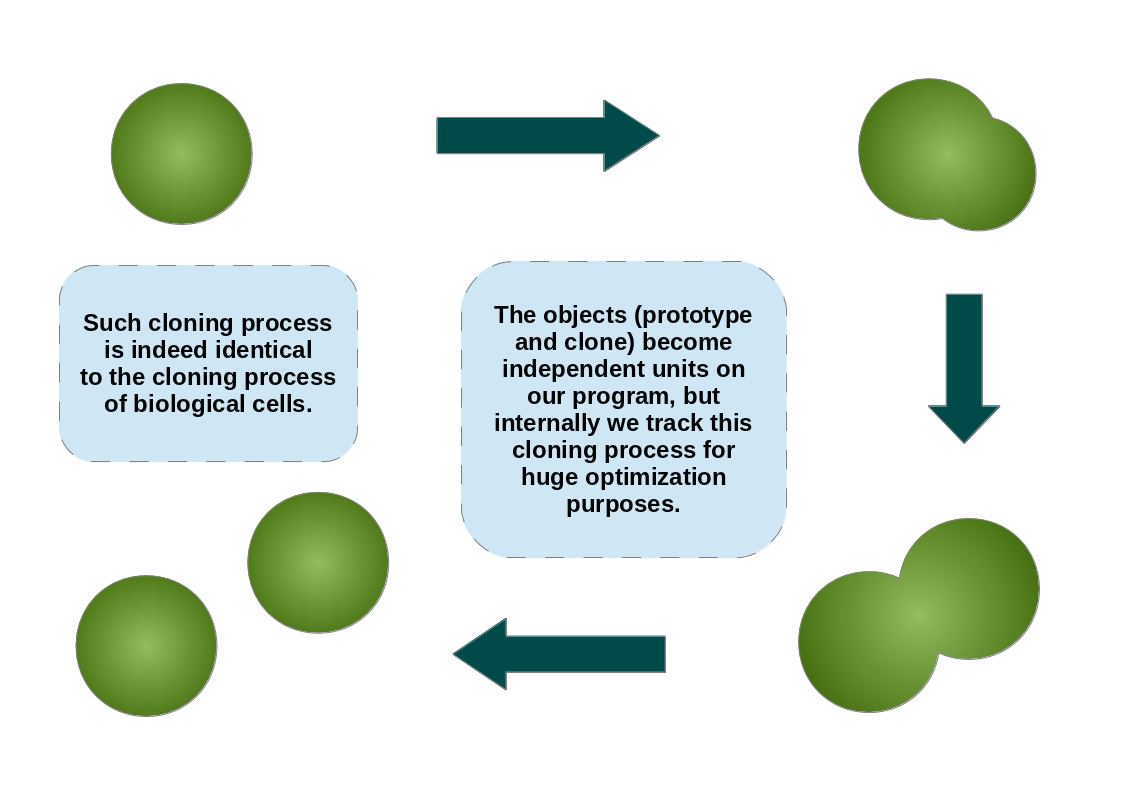 Such cloning process
is indeed identical
to the cloning process
of biological cells.
The objects (prototype
and clone) become
independent units on
our program, but
internally we track this
cloning process for
huge optimization
purposes.